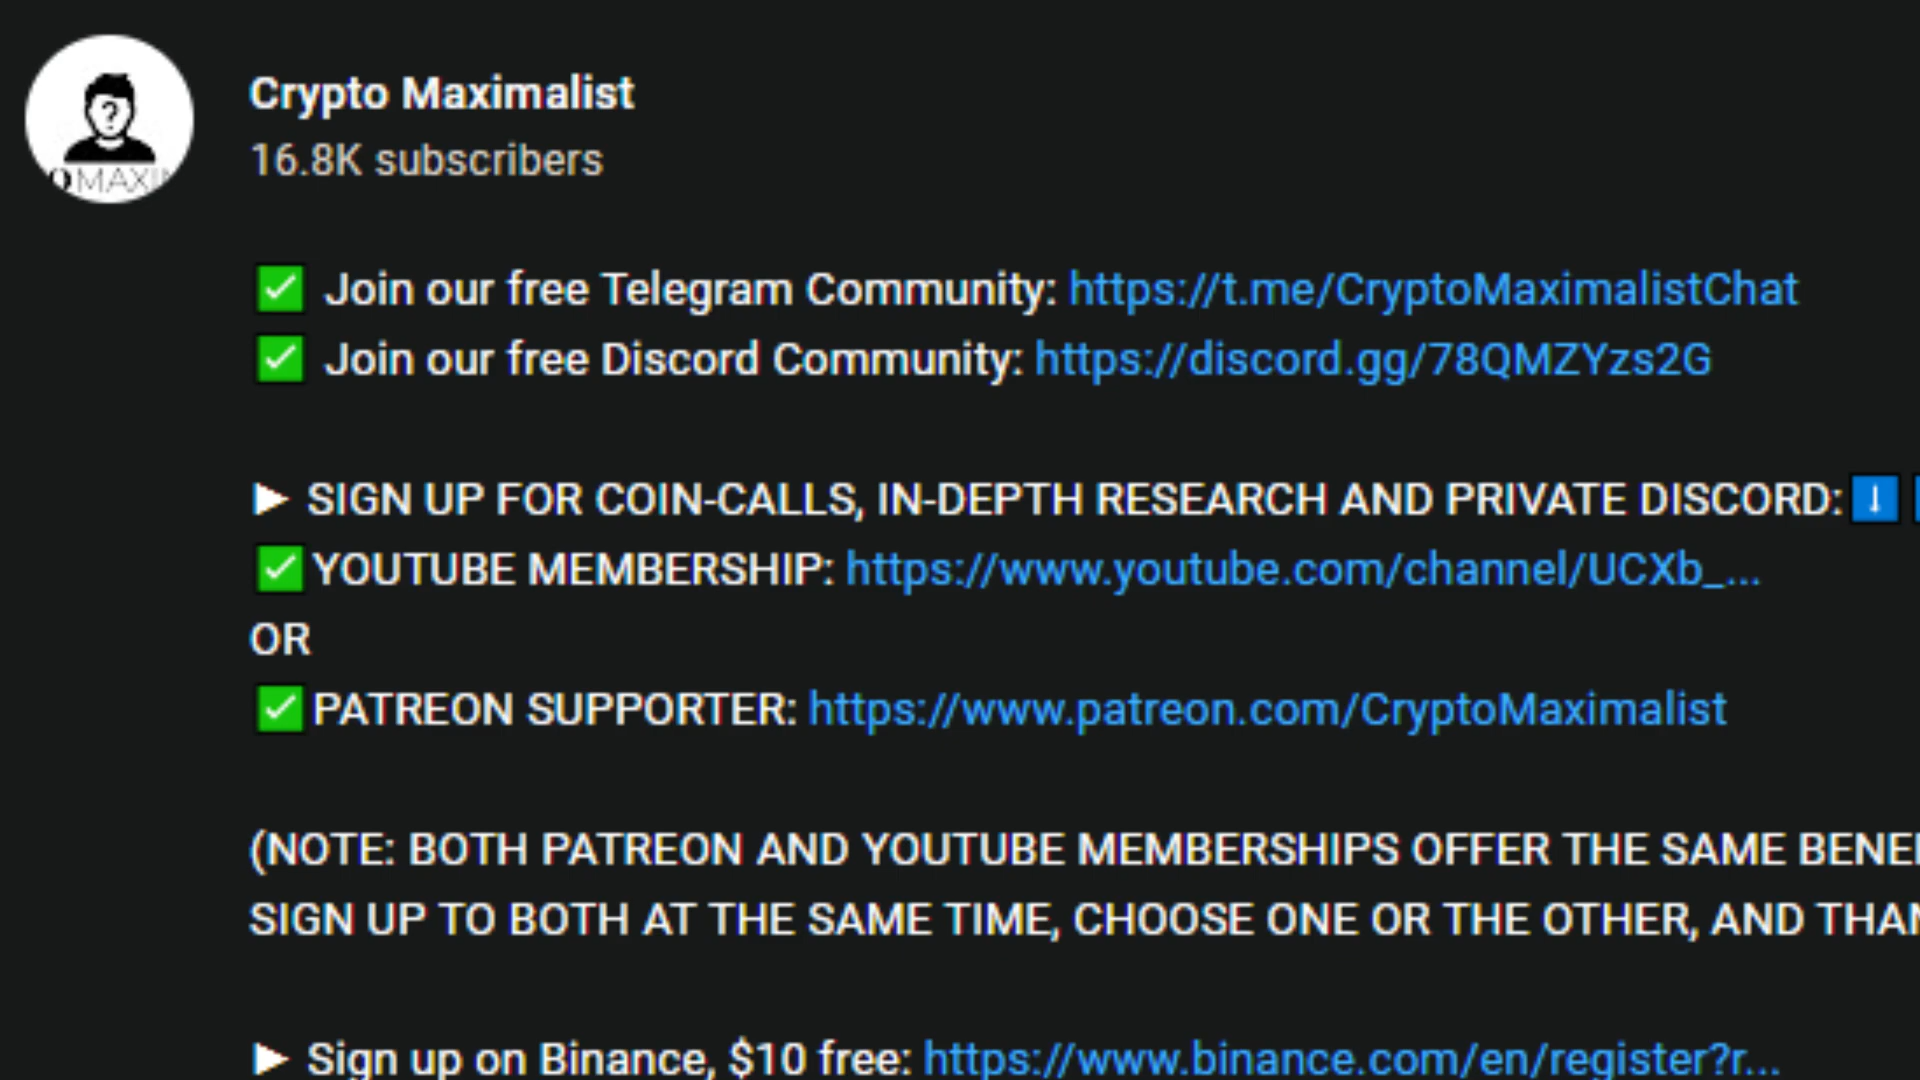 ?
MAXI
Crypto Maximalist
16.8K subscribers
✅ Join our free Telegram Community: https://t.me/CryptoMaximalistChat
✅ Join our free Discord Community: https://discord.gg/78QMZYzs2G
► SIGN UP FOR COIN-CALLS, IN-DEPTH RESEARCH AND PRIVATE DISCORD: ⬇
✅ YOUTUBE MEMBERSHIP: https://www.youtube.com/channel/UCXb_...
OR
✅ PATREON SUPPORTER: https://www.patreon.com/CryptoMaximalist
(NOTE: BOTH PATREON AND YOUTUBE MEMBERSHIPS OFFER THE SAME
SIGN UP TO BOTH AT THE SAME TIME, CHOOSE ONE OR THE OTHER, AND
► Sign up on Binance, $10 free: https://www.binance.com/en/register?r...